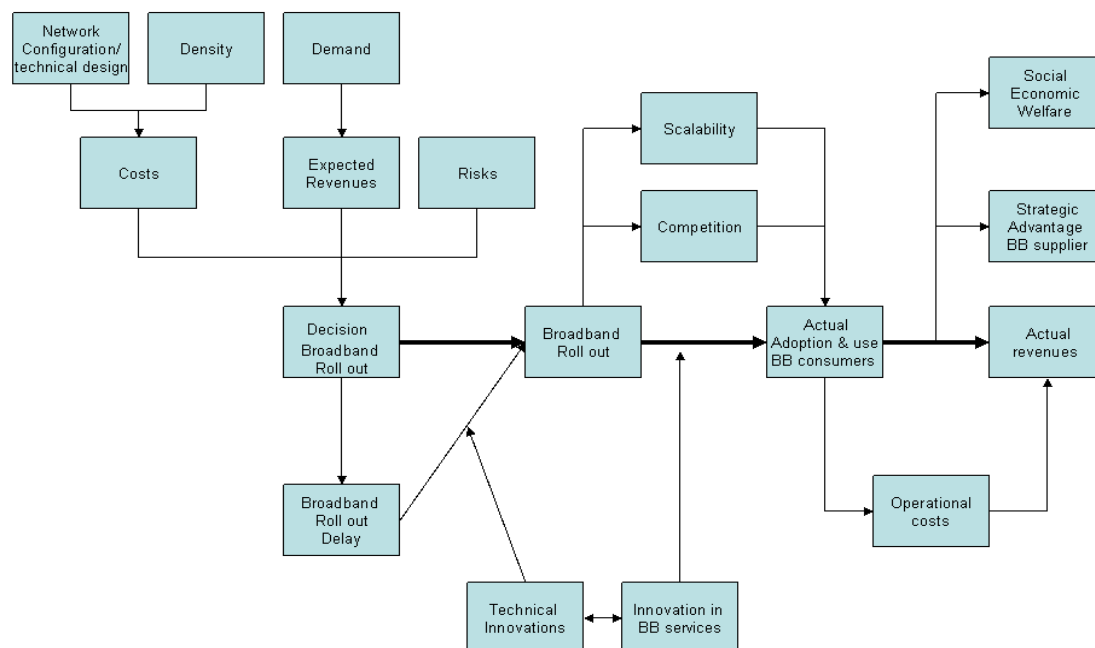 Network
Configuration/
technical design
Density
Demand
Social
Economic
Welfare
Costs
Expected
Revenues
Risks
Scalability
Competition
Strategic
Advantage
BB supplier
Decision
Broadband
Roll out
Broadband
Roll out
Actual
Adoption & use
BB consumers
Actual
revenues
Broadband
Roll out
Delay
Operational
costs
Technical
Innovations
Innovation in
BB services